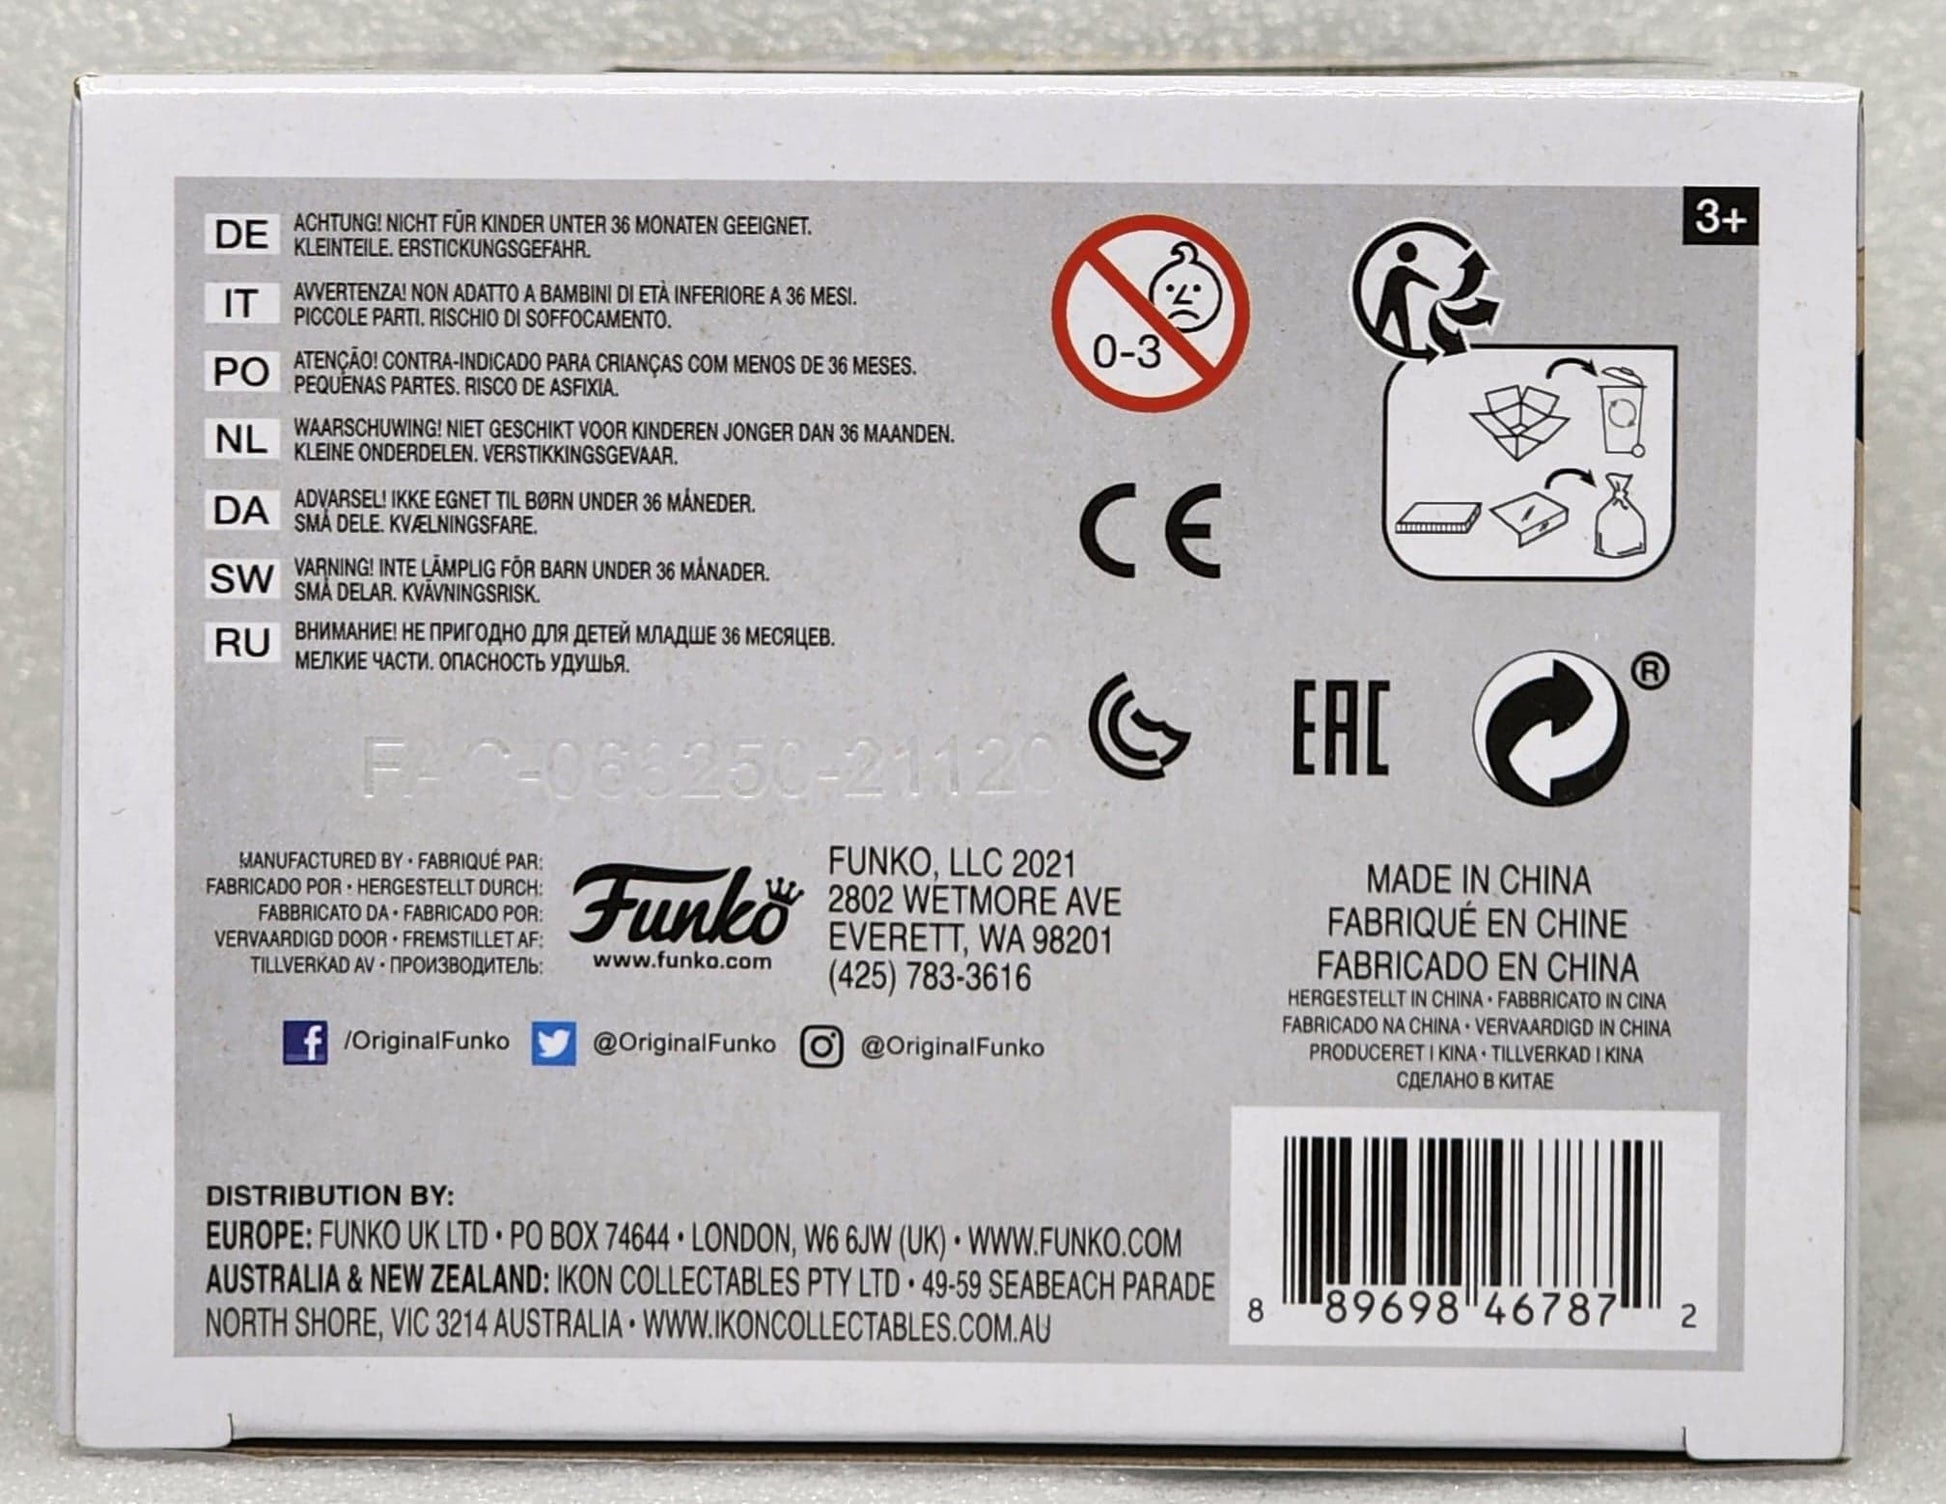 DE
ACHTUNG! NICHT FÜR KINDER UNTER 36 MONATEN GEEIGNET.
KLEINTEILE. ERSTICKUNGSGEFAHR.
IT
AVVERTENZA! NON ADATTO A BAMBINI DI ETÀ INFERIORE A 36 MESI.
PICCOLE PARTI. RISCHIO DI SOFFOCAMENTO.
PO
ATENÇÃO! CONTRA-INDICADO PARA CRIANÇAS COM MENOS DE 36 MESES.
PEQUENAS PARTES. RISCO DE ASFIXIA.
NL
WAARSCHUWING! NIET GESCHIKT VOOR KINDEREN JONGER DAN 36 MAANDEN.
KLEINE ONDERDELEN. VERSTIKKINGSGEVAAR.
DA
ADVARSEL! IKKE EGNET TIL BØRN UNDER 36 MÅNEDER.
SMÅ DELE. KVÆLNINGSFARE.
SW
VARNING! INTE LÄMPLIG FÖR BARN UNDER 36 MÅNADER.
SMÅ DELAR. KVÄVNINGSRISK.
RU
ВНИМАНИЕ! НЕ ПРИГОДНО ДЛЯ ДЕТЕЙ МЛАДШЕ 36 МЕСЯЦЕВ.
МЕЛКИЕ ЧАСТИ. ОПАСНОСТЬ УДУШЬЯ.
0-3
3+
CE
EAC
®
MANUFACTURED BY • FABRIQUÉ PAR:
FABRICADO POR • HERGESTELLT DURCH:
FABBRICATO DA • FABRICADO POR:
VERVAARDIGD DOOR • FREMSTILLET AF:
TILLVERKAD AV • ПРОИЗВОДИТЕЛЬ:
Funko
www.funko.com
FUNKO, LLC 2021
2802 WETMORE AVE
EVERETT, WA 98201
(425) 783-3616
MADE IN CHINA
FABRIQUÉ EN CHINE
FABRICADO EN CHINA
HERGESTELLT IN CHINA • FABBRICATO IN CINA
FABRICADO NA CHINA • VERVAARDIGD IN CHINA
PRODUCERET I KINA • TILLVERKAD I KINA
СДЕЛАНО В КИТАЕ
/OriginalFunko @OriginalFunko @OriginalFunko
DISTRIBUTION BY:
EUROPE: FUNKO UK LTD • PO BOX 74644 • LONDON, W6 6JW (UK) • WWW.FUNKO.COM
AUSTRALIA & NEW ZEALAND: IKON COLLECTABLES PTY LTD • 49-59 SEABEACH PARADE
NORTH SHORE, VIC 3214 AUSTRALIA • WWW.IKONCOLLECTABLES.COM.AU
8 89698 46787 2